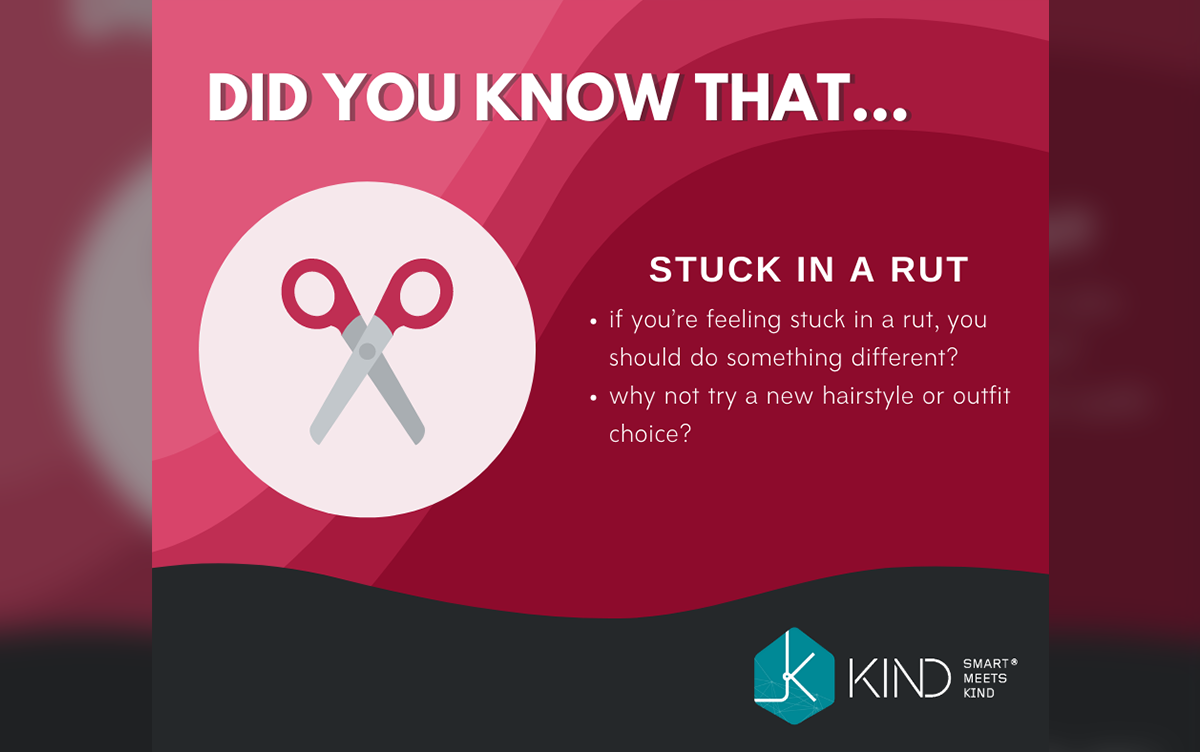 DID YOU KNOW THAT...
STUCK IN A RUT
• if you're feeling stuck in a rut, you
should do something different?
• why not try a new hairstyle or outfit
choice?
KIND
SMART®
MEETS
KIND